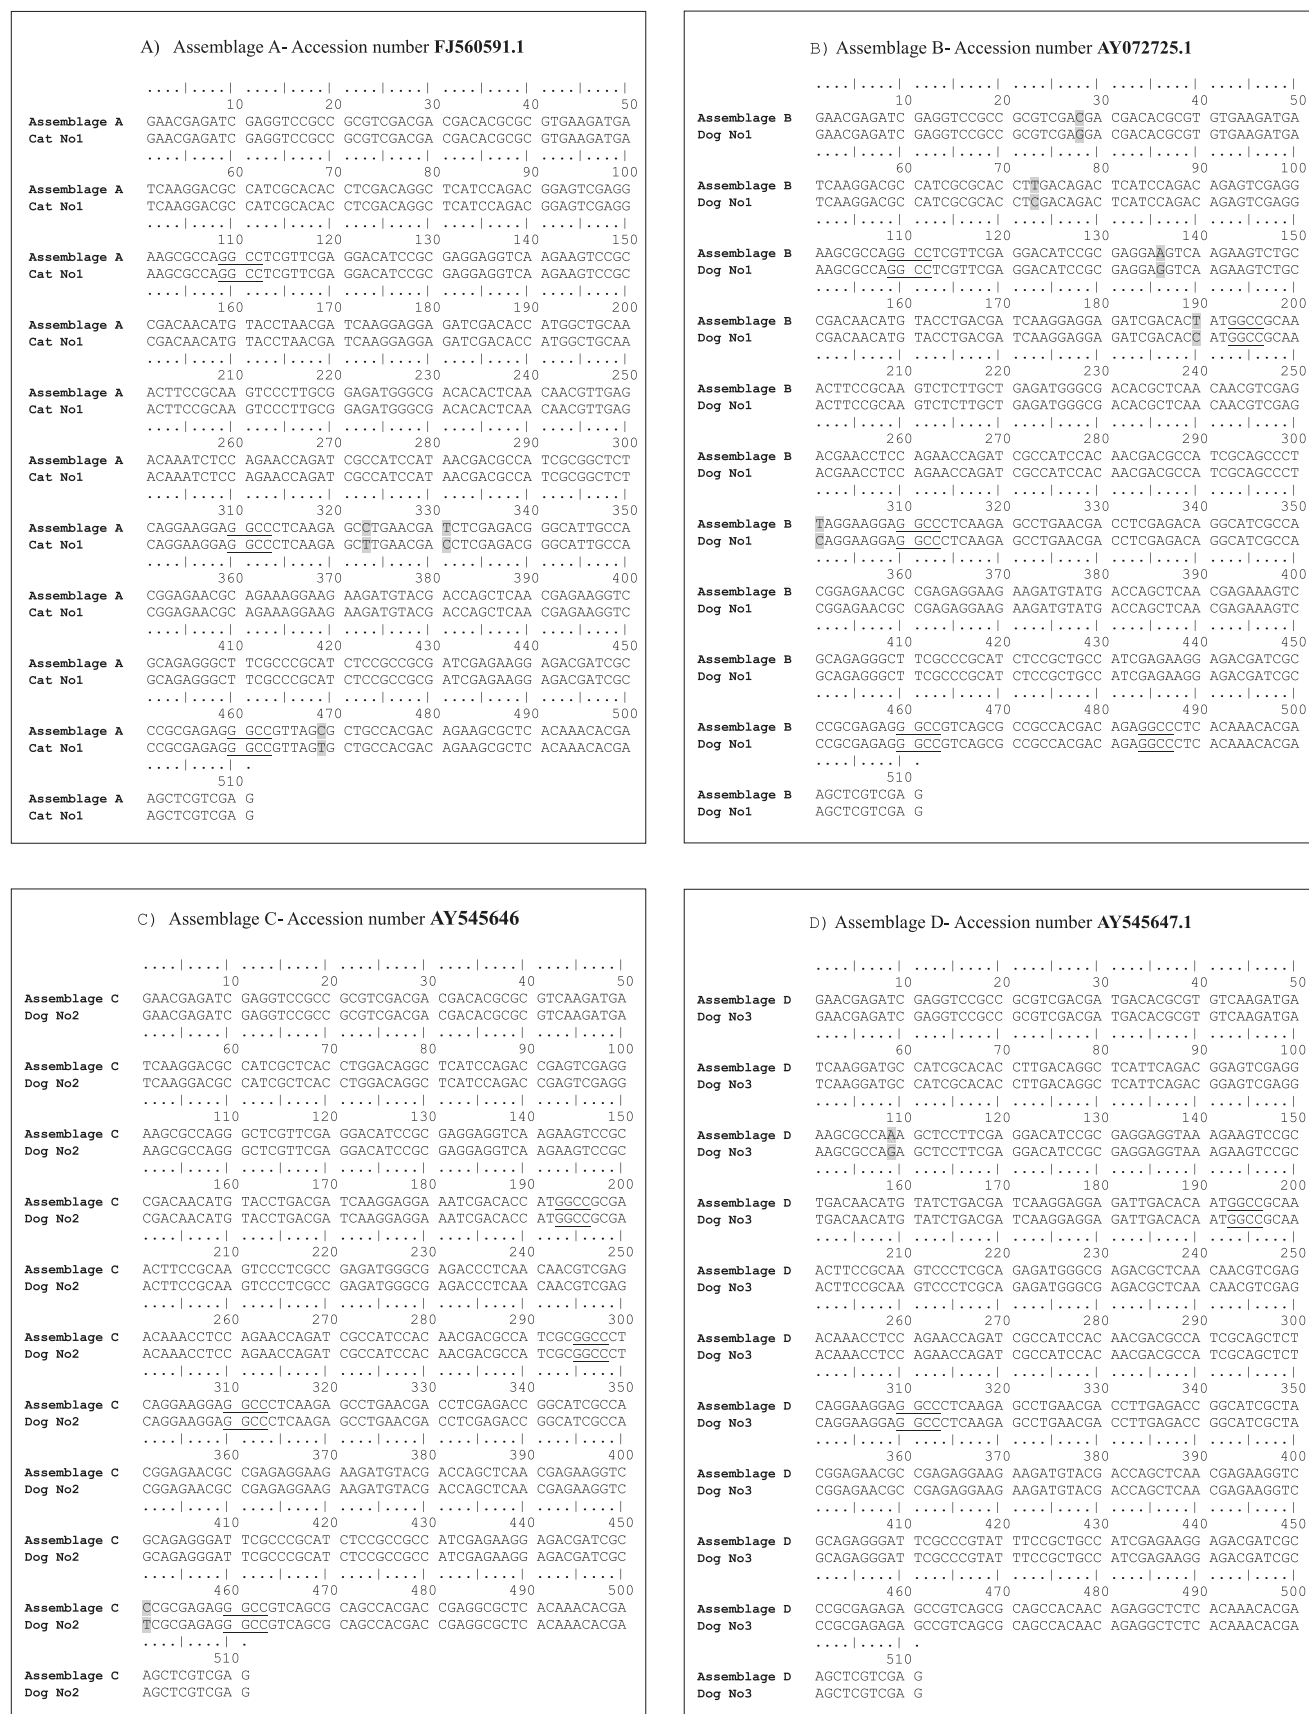 A) Assemblage A- Accession number FJ560591.1
....|....|....|....|....|....|....|....|....|....|
10 20 30 40 50
Assemblage A GAACGAGATC GAGGTCCGCC GCGTCGACGA CGACACGCGC GTGAAGATGA
Cat No1 GAACGAGATC GAGGTCCGCC GCGTCGACGA CGACACGCGC GTGAAGATGA
....|....|....|....|....|....|....|....|....|....|
60 70 80 90 100
Assemblage A TCAAGGACGC CATCGCACAC CTCGACAGGC TCATCCAGAC GGAGTCGAGG
Cat No1 TCAAGGACGC CATCGCACAC CTCGACAGGC TCATCCAGAC GGAGTCGAGG
....|....|....|....|....|....|....|....|....|....|
110 120 130 140 150
Assemblage A AAGCGCCAGG CCTCGTTCGA GGACATCCGC GAGGAGGTCA AGAAGTCCGC
Cat No1 AAGCGCCAGG CCTCGTTCGA GGACATCCGC GAGGAGGTCA AGAAGTCCGC
....|....|....|....|....|....|....|....|....|....|
160 170 180 190 200
Assemblage A CGACAACATG TACCTAACGA TCAAGGAGGA GATCGACACC ATGGCTGCAA
Cat No1 CGACAACATG TACCTAACGA TCAAGGAGGA GATCGACACC ATGGCTGCAA
....|....|....|....|....|....|....|....|....|....|
210 220 230 240 250
Assemblage A ACTTCCGCAA GTCCCTTGCG GAGATGGGCG ACACACTCAA CAACGTTGAG
Cat No1 ACTTCCGCAA GTCCCTTGCG GAGATGGGCG ACACACTCAA CAACGTTGAG
....|....|....|....|....|....|....|....|....|....|
260 270 280 290 300
Assemblage A ACAAATCTCC AGAACCAGAT CGCCATCCAT AACGACGCCA TCGCGGCTCT
Cat No1 ACAAATCTCC AGAACCAGAT CGCCATCCAT AACGACGCCA TCGCGGCTCT
....|....|....|....|....|....|....|....|....|....|
310 320 330 340 350
Assemblage A CAGGAAGGAG GCCCTCAAGA GCCTGAACGA TCTCGAGACG GGCATTGCCA
Cat No1 CAGGAAGGAG GCCCTCAAGA GCTTGAACGA CCTCGAGACG GGCATTGCCA
....|....|....|....|....|....|....|....|....|....|
360 370 380 390 400
Assemblage A CGGAGAACGC AGAAAGGAAG AAGATGTACG ACCAGCTCAA CGAGAAGGTC
Cat No1 CGGAGAACGC AGAAAGGAAG AAGATGTACG ACCAGCTCAA CGAGAAGGTC
....|....|....|....|....|....|....|....|....|....|
410 420 430 440 450
Assemblage A GCAGAGGGCT TCGCCCGCAT CTCCGCCGCG ATCGAGAAGG AGACGATCGC
Cat No1 GCAGAGGGCT TCGCCCGCAT CTCCGCCGCG ATCGAGAAGG AGACGATCGC
....|....|....|....|....|....|....|....|....|....|
460 470 480 490 500
Assemblage A CCGCGAGAGG GCCGTTAGCG CTGCCACGAC AGAAGCGCTC ACAAACACGA
Cat No1 CCGCGAGAGG GCCGTTAGTG CTGCCACGAC AGAAGCGCTC ACAAACACGA
....|....|.
510
Assemblage A AGCTCGTCGA G
Cat No1 AGCTCGTCGA G
B) Assemblage B- Accession number AY072725.1
....|....|....|....|....|....|....|....|....|....|
10 20 30 40 50
Assemblage B GAACGAGATC GAGGTCCGCC GCGTCGACGA CGACACGCGT GTGAAGATGA
Dog No1 GAACGAGATC GAGGTCCGCC GCGTCGAGGA CGACACGCGT GTGAAGATGA
....|....|....|....|....|....|....|....|....|....|
60 70 80 90 100
Assemblage B TCAAGGACGC CATCGCGCAC CTTGACAGAC TCATCCAGAC AGAGTCGAGG
Dog No1 TCAAGGACGC CATCGCGCAC CTCGACAGAC TCATCCAGAC AGAGTCGAGG
....|....|....|....|....|....|....|....|....|....|
110 120 130 140 150
Assemblage B AAGCGCCAGG CCTCGTTCGA GGACATCCGC GAGGAAGTCA AGAAGTCTGC
Dog No1 AAGCGCCAGG CCTCGTTCGA GGACATCCGC GAGGAGGTCA AGAAGTCTGC
....|....|....|....|....|....|....|....|....|....|
160 170 180 190 200
Assemblage B CGACAACATG TACCTGACGA TCAAGGAGGA GATCGACACT ATGGCCGCAA
Dog No1 CGACAACATG TACCTGACGA TCAAGGAGGA GATCGACACC ATGGCCGCAA
....|....|....|....|....|....|....|....|....|....|
210 220 230 240 250
Assemblage B ACTTCCGCAA GTCTCTTGCT GAGATGGGCG ACACGCTCAA CAACGTCGAG
Dog No1 ACTTCCGCAA GTCTCTTGCT GAGATGGGCG ACACGCTCAA CAACGTCGAG
....|....|....|....|....|....|....|....|....|....|
260 270 280 290 300
Assemblage B ACGAACCTCC AGAACCAGAT CGCCATCCAC AACGACGCCA TCGCAGCCCT
Dog No1 ACGAACCTCC AGAACCAGAT CGCCATCCAC AACGACGCCA TCGCAGCCCT
....|....|....|....|....|....|....|....|....|....|
310 320 330 340 350
Assemblage B TAGGAAGGAG GCCCTCAAGA GCCTGAACGA CCTCGAGACA GGCATCGCCA
Dog No1 CAGGAAGGAG GCCCTCAAGA GCCTGAACGA CCTCGAGACA GGCATCGCCA
....|....|....|....|....|....|....|....|....|....|
360 370 380 390 400
Assemblage B CGGAGAACGC CGAGAGGAAG AAGATGTATG ACCAGCTCAA CGAGAAAGTC
Dog No1 CGGAGAACGC CGAGAGGAAG AAGATGTATG ACCAGCTCAA CGAGAAAGTC
....|....|....|....|....|....|....|....|....|....|
410 420 430 440 450
Assemblage B GCAGAGGGCT TCGCCCGCAT CTCCGCTGCC ATCGAGAAGG AGACGATCGC
Dog No1 GCAGAGGGCT TCGCCCGCAT CTCCGCTGCC ATCGAGAAGG AGACGATCGC
....|....|....|....|....|....|....|....|....|....|
460 470 480 490 500
Assemblage B CCGCGAGAGG GCCGTCAGCG CCGCCACGAC AGAGGCCCTC ACAAACACGA
Dog No1 CCGCGAGAGG GCCGTCAGCG CCGCCACGAC AGAGGCCCTC ACAAACACGA
....|....|.
510
Assemblage B AGCTCGTCGA G
Dog No1 AGCTCGTCGA G
C) Assemblage C- Accession number AY545646
....|....|....|....|....|....|....|....|....|....|
10 20 30 40 50
Assemblage C GAACGAGATC GAGGTCCGCC GCGTCGACGA CGACACGCGC GTCAAGATGA
Dog No2 GAACGAGATC GAGGTCCGCC GCGTCGACGA CGACACGCGC GTCAAGATGA
....|....|....|....|....|....|....|....|....|....|
60 70 80 90 100
Assemblage C TCAAGGACGC CATCGCTCAC CTGGACAGGC TCATCCAGAC CGAGTCGAGG
Dog No2 TCAAGGACGC CATCGCTCAC CTGGACAGGC TCATCCAGAC CGAGTCGAGG
....|....|....|....|....|....|....|....|....|....|
110 120 130 140 150
Assemblage C AAGCGCCAGG GCTCGTTCGA GGACATCCGC GAGGAGGTCA AGAAGTCCGC
Dog No2 AAGCGCCAGG GCTCGTTCGA GGACATCCGC GAGGAGGTCA AGAAGTCCGC
....|....|....|....|....|....|....|....|....|....|
160 170 180 190 200
Assemblage C CGACAACATG TACCTGACGA TCAAGGAGGA AATCGACACC ATGGCCGCGA
Dog No2 CGACAACATG TACCTGACGA TCAAGGAGGA AATCGACACC ATGGCCGCGA
....|....|....|....|....|....|....|....|....|....|
210 220 230 240 250
Assemblage C ACTTCCGCAA GTCCCTCGCC GAGATGGGCG AGACCCTCAA CAACGTCGAG
Dog No2 ACTTCCGCAA GTCCCTCGCC GAGATGGGCG AGACCCTCAA CAACGTCGAG
....|....|....|....|....|....|....|....|....|....|
260 270 280 290 300
Assemblage C ACAAACCTCC AGAACCAGAT CGCCATCCAC AACGACGCCA TCGCGGCCCT
Dog No2 ACAAACCTCC AGAACCAGAT CGCCATCCAC AACGACGCCA TCGCGGCCCT
....|....|....|....|....|....|....|....|....|....|
310 320 330 340 350
Assemblage C CAGGAAGGAG GCCCTCAAGA GCCTGAACGA CCTCGAGACC GGCATCGCCA
Dog No2 CAGGAAGGAG GCCCTCAAGA GCCTGAACGA CCTCGAGACC GGCATCGCCA
....|....|....|....|....|....|....|....|....|....|
360 370 380 390 400
Assemblage C CGGAGAACGC CGAGAGGAAG AAGATGTACG ACCAGCTCAA CGAGAAGGTC
Dog No2 CGGAGAACGC CGAGAGGAAG AAGATGTACG ACCAGCTCAA CGAGAAGGTC
....|....|....|....|....|....|....|....|....|....|
410 420 430 440 450
Assemblage C GCAGAGGGAT TCGCCCGCAT CTCCGCCGCC ATCGAGAAGG AGACGATCGC
Dog No2 GCAGAGGGAT TCGCCCGCAT CTCCGCCGCC ATCGAGAAGG AGACGATCGC
....|....|....|....|....|....|....|....|....|....|
460 470 480 490 500
Assemblage C CCGCGAGAGG GCCGTCAGCG CAGCCACGAC CGAGGCGCTC ACAAACACGA
Dog No2 TCGCGAGAGG GCCGTCAGCG CAGCCACGAC CGAGGCGCTC ACAAACACGA
....|....|.
510
Assemblage C AGCTCGTCGA G
Dog No2 AGCTCGTCGA G
D) Assemblage D- Accession number AY545647.1
....|....|....|....|....|....|....|....|....|....|
10 20 30 40 50
Assemblage D GAACGAGATC GAGGTCCGCC GCGTCGACGA TGACACGCGT GTCAAGATGA
Dog No3 GAACGAGATC GAGGTCCGCC GCGTCGACGA TGACACGCGT GTCAAGATGA
....|....|....|....|....|....|....|....|....|....|
60 70 80 90 100
Assemblage D TCAAGGATGC CATCGCACAC CTTGACAGGC TCATTCAGAC GGAGTCGAGG
Dog No3 TCAAGGATGC CATCGCACAC CTTGACAGGC TCATTCAGAC GGAGTCGAGG
....|....|....|....|....|....|....|....|....|....|
110 120 130 140 150
Assemblage D AAGCGCCAAA GCTCCTTCGA GGACATCCGC GAGGAGGTAA AGAAGTCCGC
Dog No3 AAGCGCCAGA GCTCCTTCGA GGACATCCGC GAGGAGGTAA AGAAGTCCGC
....|....|....|....|....|....|....|....|....|....|
160 170 180 190 200
Assemblage D TGACAACATG TATCTGACGA TCAAGGAGGA GATTGACACA ATGGCCGCAA
Dog No3 TGACAACATG TATCTGACGA TCAAGGAGGA GATTGACACA ATGGCCGCAA
....|....|....|....|....|....|....|....|....|....|
210 220 230 240 250
Assemblage D ACTTCCGCAA GTCCCTCGCA GAGATGGGCG AGACGCTCAA CAACGTCGAG
Dog No3 ACTTCCGCAA GTCCCTCGCA GAGATGGGCG AGACGCTCAA CAACGTCGAG
....|....|....|....|....|....|....|....|....|....|
260 270 280 290 300
Assemblage D ACAAACCTCC AGAACCAGAT CGCCATCCAC AACGACGCCA TCGCAGCTCT
Dog No3 ACAAACCTCC AGAACCAGAT CGCCATCCAC AACGACGCCA TCGCAGCTCT
....|....|....|....|....|....|....|....|....|....|
310 320 330 340 350
Assemblage D CAGGAAGGAG GCCCTCAAGA GCCTGAACGA CCTTGAGACC GGCATCGCTA
Dog No3 CAGGAAGGAG GCCCTCAAGA GCCTGAACGA CCTTGAGACC GGCATCGCTA
....|....|....|....|....|....|....|....|....|....|
360 370 380 390 400
Assemblage D CGGAGAACGC CGAGAGGAAG AAGATGTACG ACCAGCTCAA CGAGAAGGTC
Dog No3 CGGAGAACGC CGAGAGGAAG AAGATGTACG ACCAGCTCAA CGAGAAGGTC
....|....|....|....|....|....|....|....|....|....|
410 420 430 440 450
Assemblage D GCAGAGGGAT TCGCCCGTAT TTCCGCTGCC ATCGAGAAGG AGACGATCGC
Dog No3 GCAGAGGGAT TCGCCCGTAT TTCCGCTGCC ATCGAGAAGG AGACGATCGC
....|....|....|....|....|....|....|....|....|....|
460 470 480 490 500
Assemblage D CCGCGAGAGA GCCGTCAGCG CAGCCACAAC AGAGGCTCTC ACAAACACGA
Dog No3 CCGCGAGAGA GCCGTCAGCG CAGCCACAAC AGAGGCTCTC ACAAACACGA
....|....|.
510
Assemblage D AGCTCGTCGA G
Dog No3 AGCTCGTCGA G